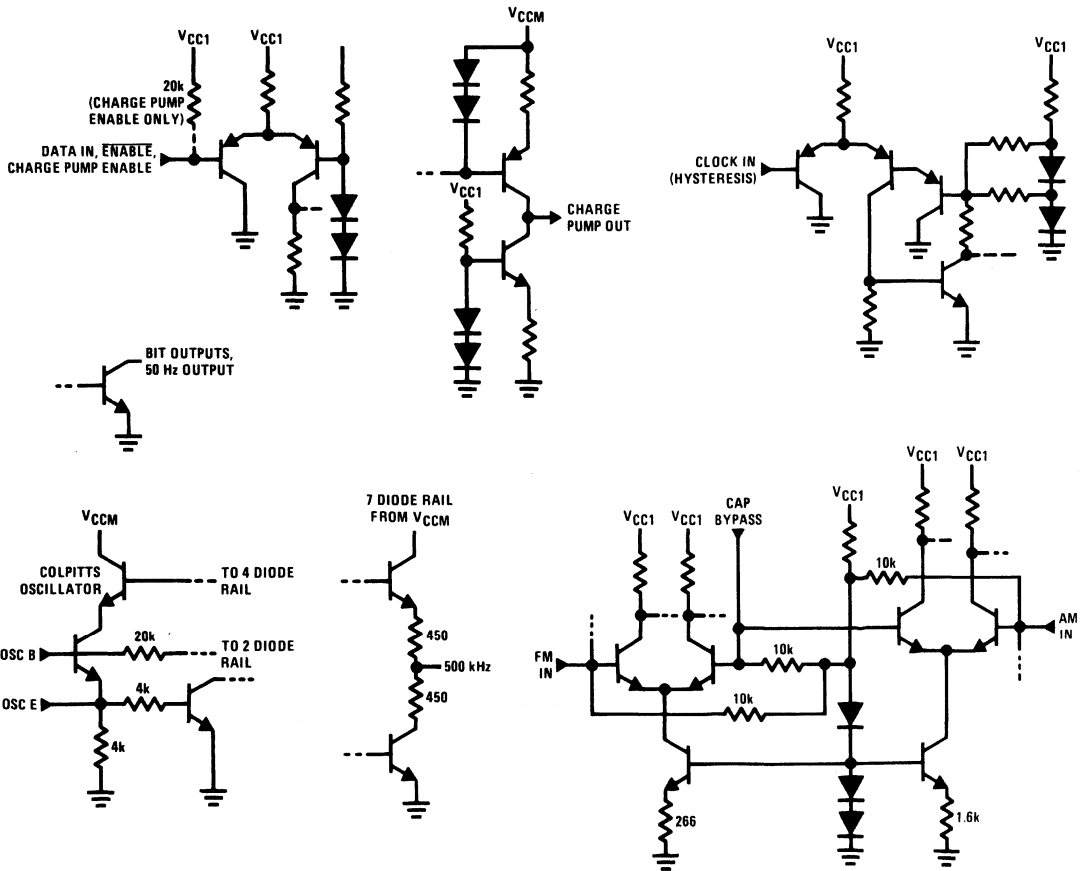 VCC1
VCC1
20k
(CHARGE PUMP
ENABLE ONLY)
DATA IN, ENABLE,
CHARGE PUMP ENABLE
VCCM
VCC1
CHARGE
PUMP OUT
VCC1
VCC1
CLOCK IN
(HYSTERESIS)
BIT OUTPUTS,
50 Hz OUTPUT
VCCM
COLPITTS
OSCILLATOR
TO 4 DIODE
RAIL
OSC B
20k
TO 2 DIODE
RAIL
OSC E
4k
4k
7 DIODE RAIL
FROM VCCM
450
500 kHz
450
VCC1
VCC1
CAP
BYPASS
VCC1
VCC1
VCC1
10k
AM
IN
FM
IN
10k
10k
266
1.6k